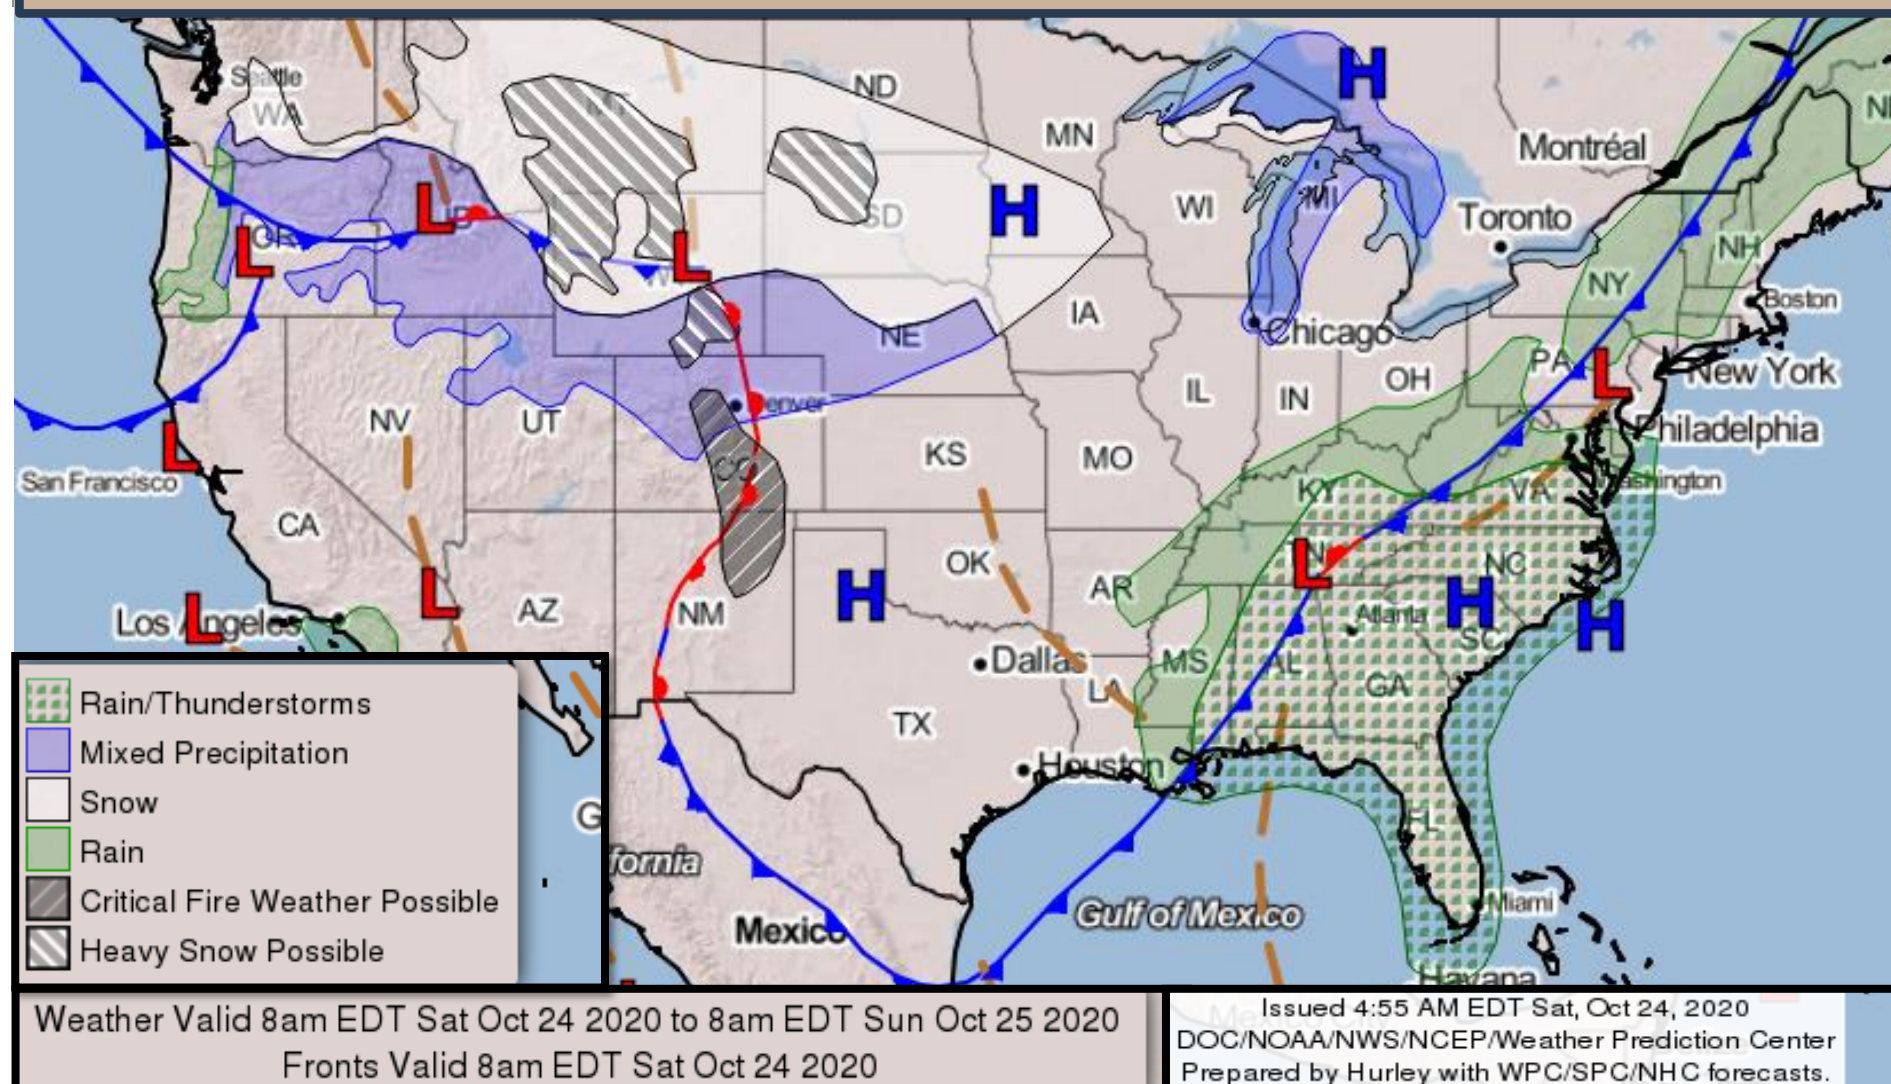 Seattle
WA
MT
ND
MN
Montréal
OR
ID
SD
WI
MI
Toronto
NH
NY
Boston
NE
IA
Chicago
PA
New York
NV
UT
Denver
IL
IN
OH
CO
KS
MO
Philadelphia
San Francisco
KY
VA
Washington
CA
OK
TN
NC
AR
Los Angeles
AZ
NM
Atlanta
SC
Dallas
MS
AL
LA
GA
TX
Houston
FL
Miami
Gulf of Mexico
Mexico
Havana
H
L
H
L
L
L
L
L
L
H
L
L
H
H
Rain/Thunderstorms
Mixed Precipitation
Snow
Rain
Critical Fire Weather Possible
Heavy Snow Possible
Weather Valid 8am EDT Sat Oct 24 2020 to 8am EDT Sun Oct 25 2020
Fronts Valid 8am EDT Sat Oct 24 2020
Issued 4:55 AM EDT Sat, Oct 24, 2020
DOC/NOAA/NWS/NCEP/Weather Prediction Center
Prepared by Hurley with WPC/SPC/NHC forecasts.